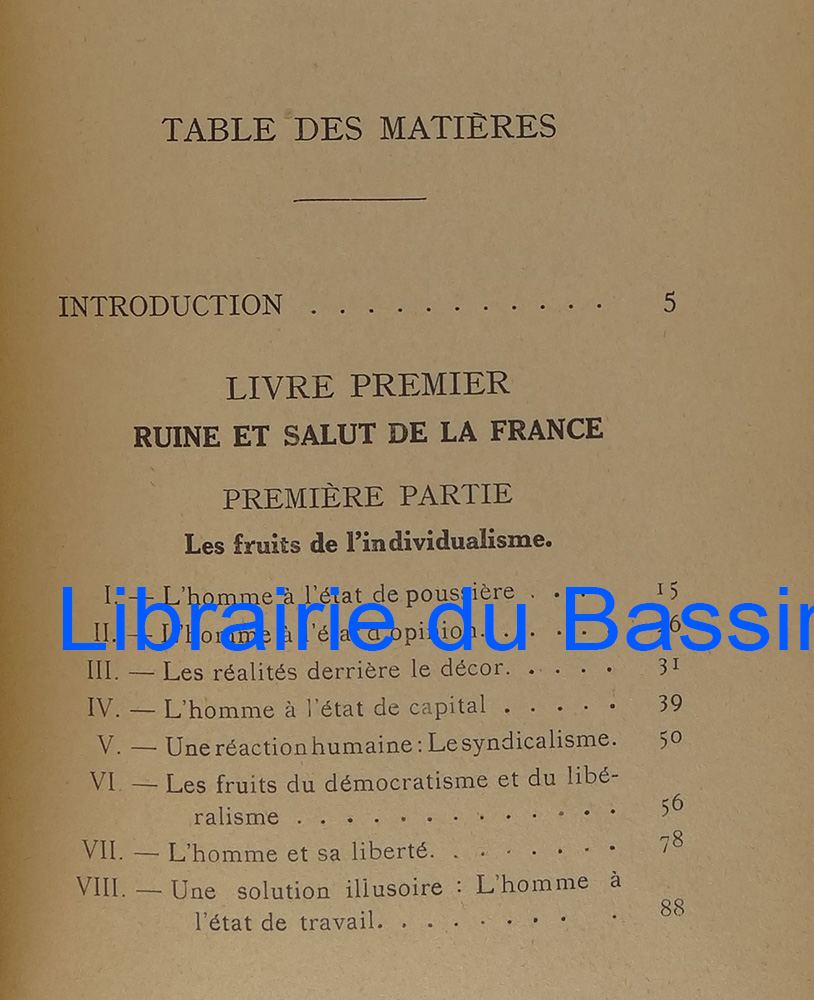 TABLE DES MATIÈRES
INTRODUCTION . . . . . . . . . . . 5
LIVRE PREMIER
RUINE ET SALUT DE LA FRANCE
PREMIÈRE PARTIE
Les fruits de l'individualisme.
I. — L'homme à l'état de poussière . . . 15
Librairie du Bassin
II. — L'homme à l'état d'opinion. . . . .
III. — Les réalités derrière le décor. . . . . 31
IV. — L'homme à l'état de capital . . . . . 39
V. — Une réaction humaine : Le syndicalisme. 50
VI. — Les fruits du démocratisme et du libé-
ralisme . . . . . . . . . . . . 56
VII. — L'homme et sa liberté. . . . . . . . 78
VIII. — Une solution illusoire : L'homme à
l'état de travail. . . . . . . . . 88